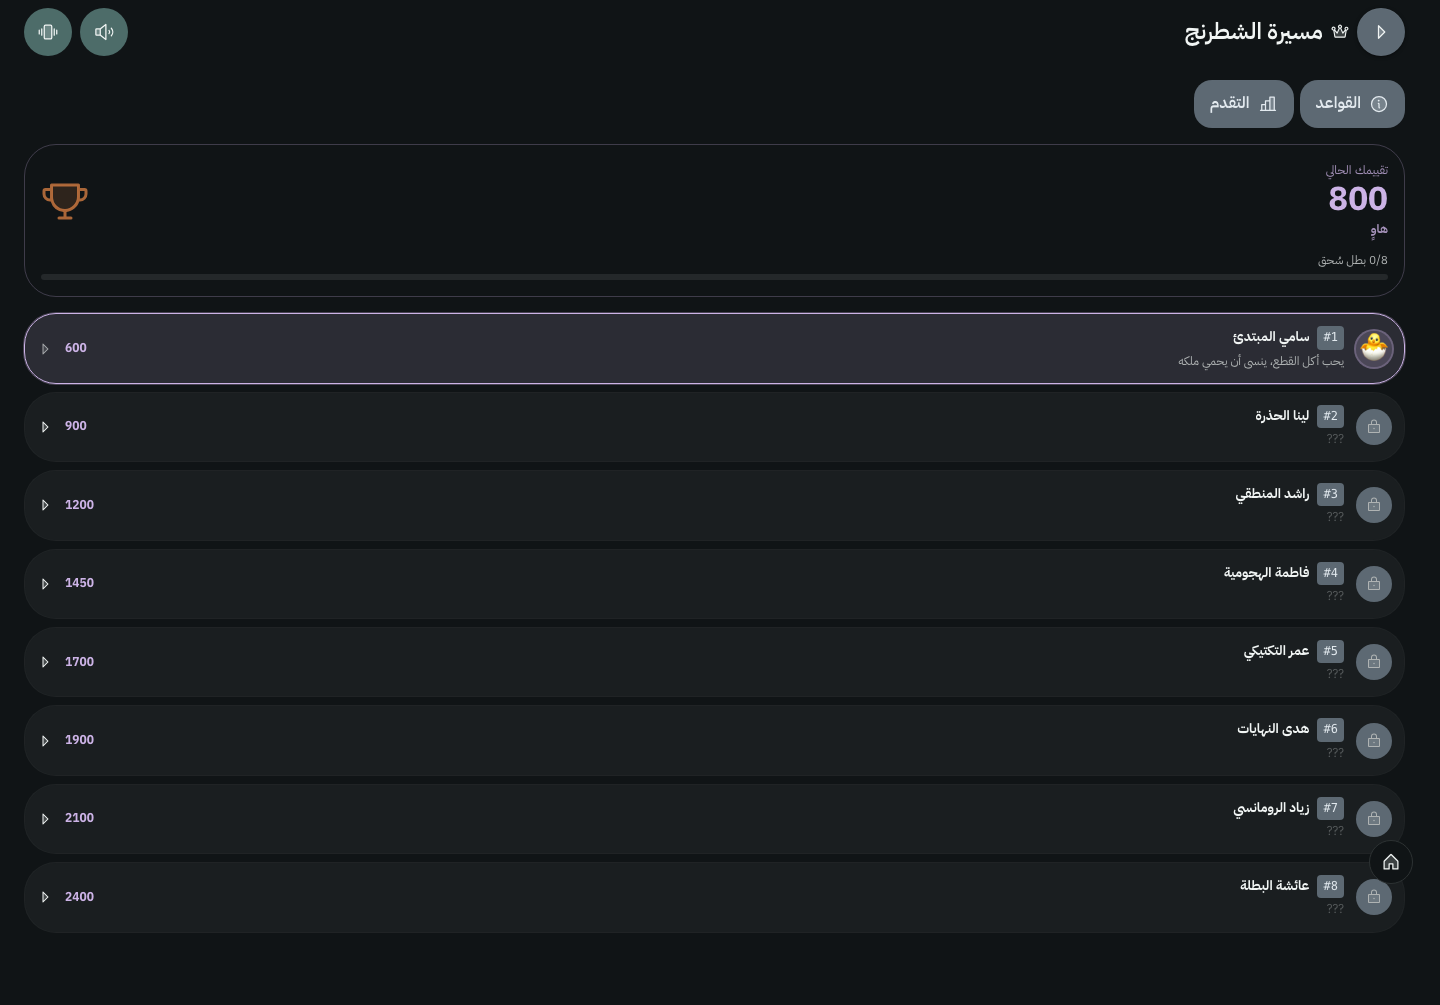 مسيرة الشطرنج
القواعد
التقدم
تقييمك الحالي
800
هاوٍ
0/8 بطل سُحق
#1 سامي المبتدئ
يحب أكل القطع، ينسى أن يحمي ملكه
600
#2 لينا الحذرة
???
900
#3 راشد المنطقي
???
1200
#4 فاطمة الهجومية
???
1450
#5 عمر التكتيكي
???
1700
#6 هدى النهايات
???
1900
#7 زياد الرومانسي
???
2100
#8 عائشة البطلة
???
2400